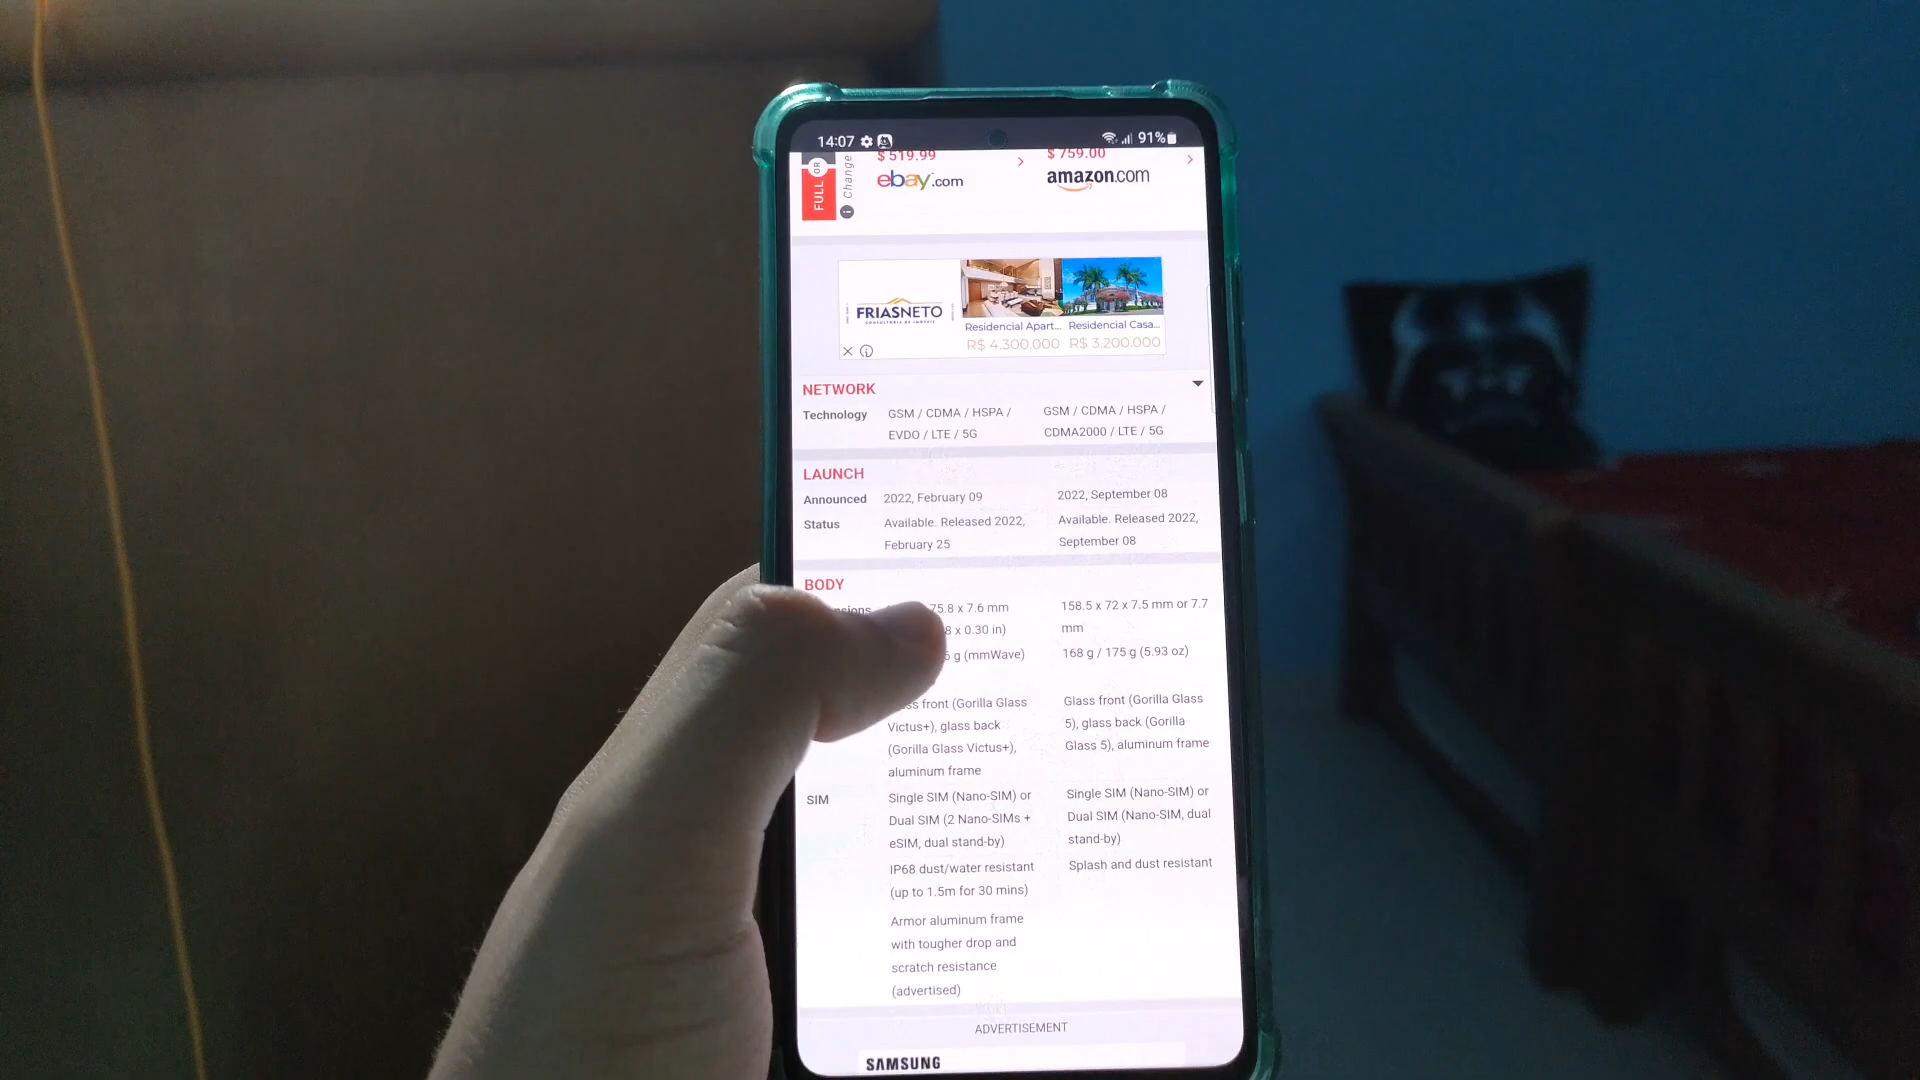 14:07
91%
$ 519.99
$ 759.00
ebay.com
amazon.com
FULL OR
Change
FRIASNETO
CONSULTORIA DE IMÓVEIS
Residencial Apart...
Residencial Casa...
R$ 4.300.000
R$ 3.200.000
NETWORK
Technology
GSM / CDMA / HSPA /
EVDO / LTE / 5G
GSM / CDMA / HSPA /
CDMA2000 / LTE / 5G
LAUNCH
Announced
2022, February 09
2022, September 08
Status
Available. Released 2022,
February 25
Available. Released 2022,
September 08
BODY
75.8 x 7.6 mm
x 0.30 in)
158.5 x 72 x 7.5 mm or 7.7
mm
g (mmWave)
168 g / 175 g (5.93 oz)
front (Gorilla Glass
Victus+), glass back
(Gorilla Glass Victus+),
aluminum frame
Glass front (Gorilla Glass
5), glass back (Gorilla
Glass 5), aluminum frame
SIM
Single SIM (Nano-SIM) or
Dual SIM (2 Nano-SIMs +
eSIM, dual stand-by)
Single SIM (Nano-SIM) or
Dual SIM (Nano-SIM, dual
stand-by)
IP68 dust/water resistant
(up to 1.5m for 30 mins)
Splash and dust resistant
Armor aluminum frame
with tougher drop and
scratch resistance
(advertised)
ADVERTISEMENT
SAMSUNG